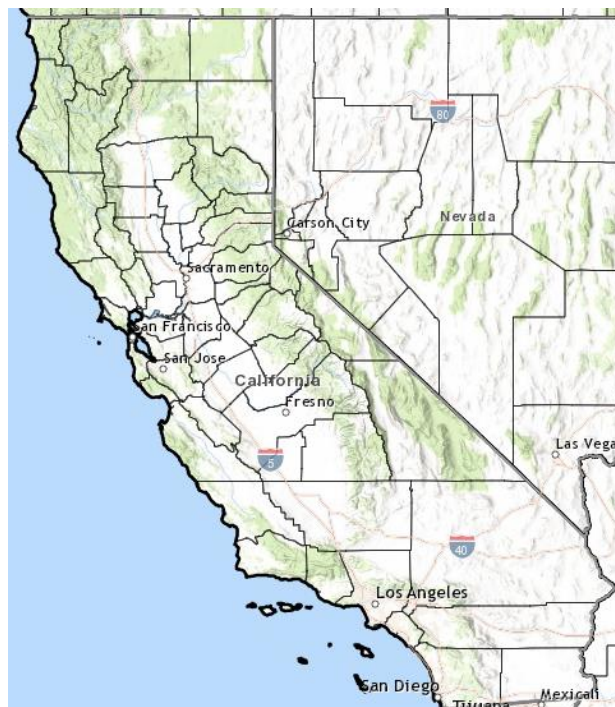 80
Carson City
Nevada
Sacramento
San Francisco
San Jose
California
Fresno
Las Vega
5
40
Los Angeles
San Diego
Tijuana
Mexicali